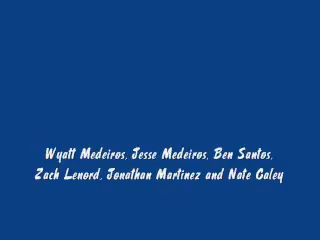 Wyatt Medeiros, Jesse Medeiros, Ben Santos,
Zach Lenord, Jonathan Martinez and Nate Caley